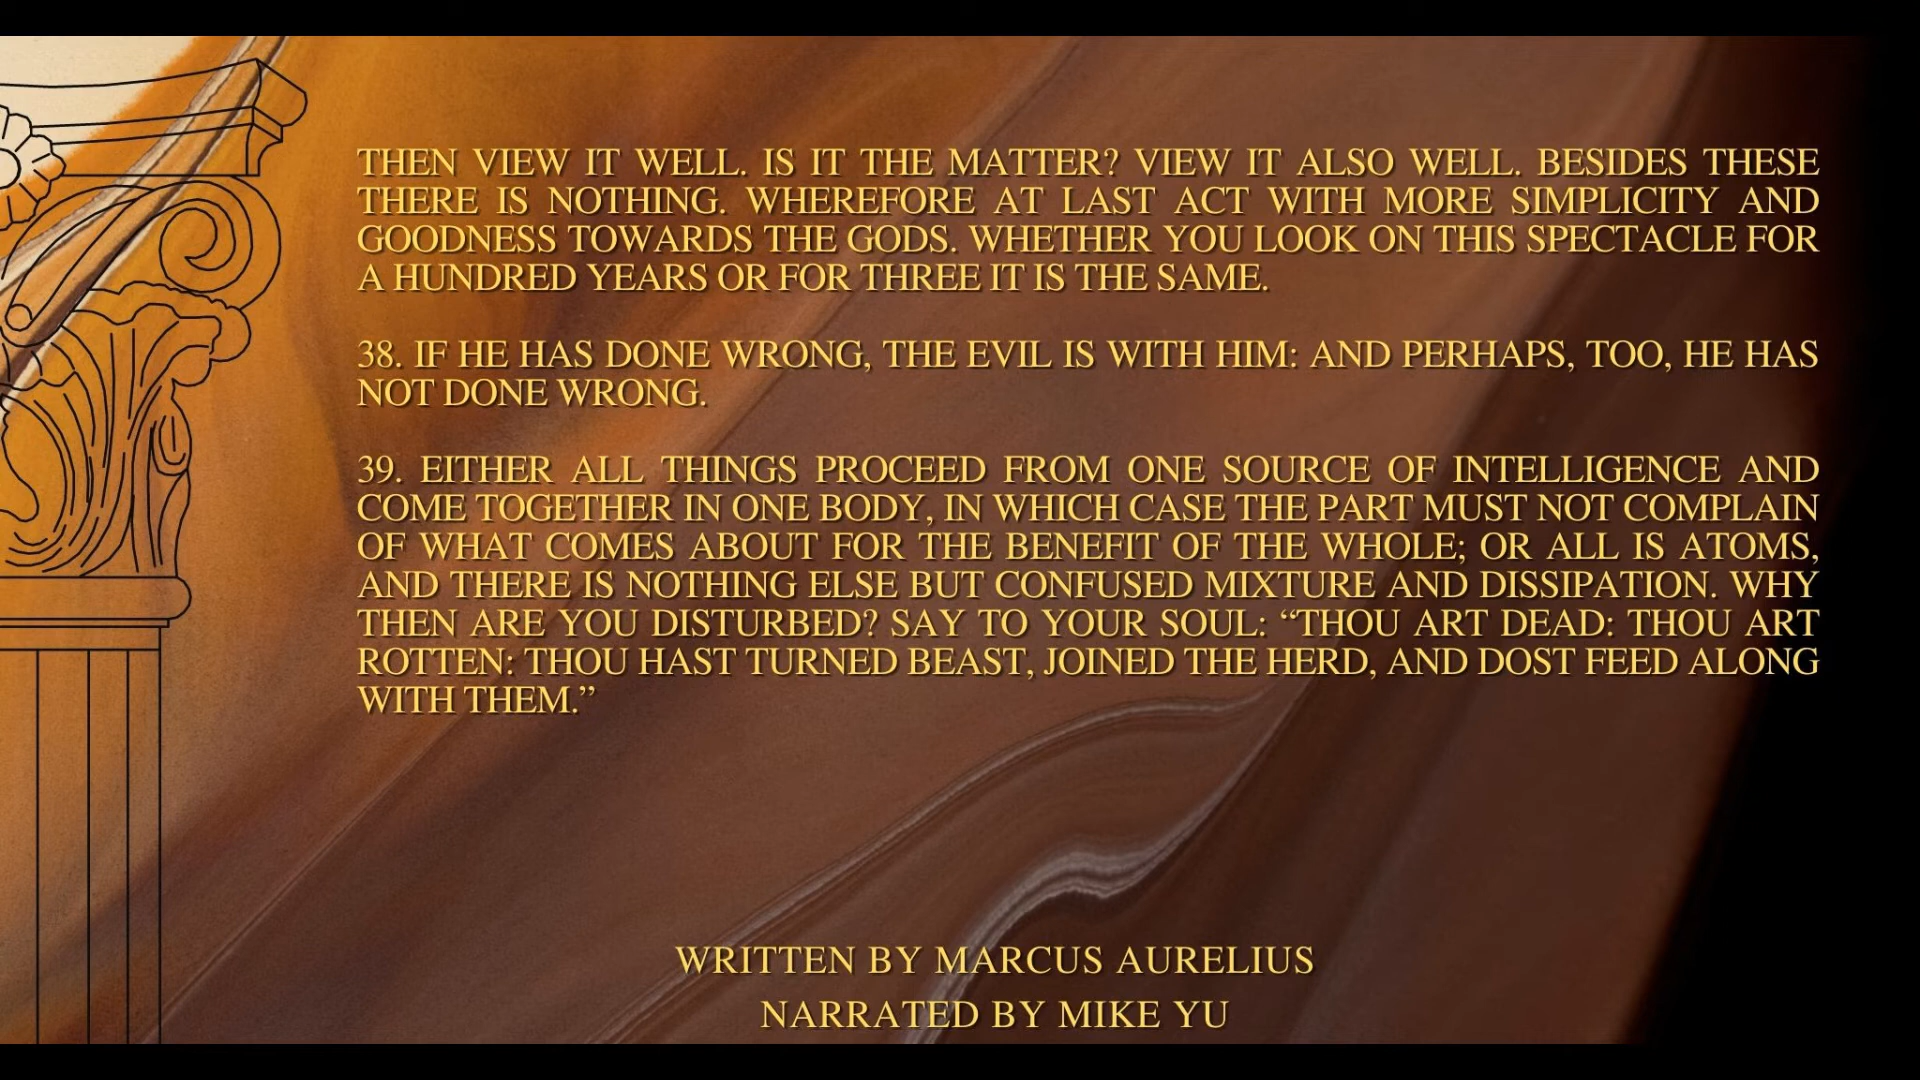 THEN VIEW IT WELL. IS IT THE MATTER? VIEW IT ALSO WELL. BESIDES THESE
THERE IS NOTHING. WHEREFORE AT LAST ACT WITH MORE SIMPLICITY AND
GOODNESS TOWARDS THE GODS. WHETHER YOU LOOK ON THIS SPECTACLE FOR
A HUNDRED YEARS OR FOR THREE IT IS THE SAME.
38. IF HE HAS DONE WRONG, THE EVIL IS WITH HIM: AND PERHAPS, TOO, HE HAS
NOT DONE WRONG.
39. EITHER ALL THINGS PROCEED FROM ONE SOURCE OF INTELLIGENCE AND
COME TOGETHER IN ONE BODY, IN WHICH CASE THE PART MUST NOT COMPLAIN
OF WHAT COMES ABOUT FOR THE BENEFIT OF THE WHOLE; OR ALL IS ATOMS,
AND THERE IS NOTHING ELSE BUT CONFUSED MIXTURE AND DISSIPATION. WHY
THEN ARE YOU DISTURBED? SAY TO YOUR SOUL: “THOU ART DEAD: THOU ART
ROTTEN: THOU HAST TURNED BEAST, JOINED THE HERD, AND DOST FEED ALONG
WITH THEM.”
WRITTEN BY MARCUS AURELIUS
NARRATED BY MIKE YU